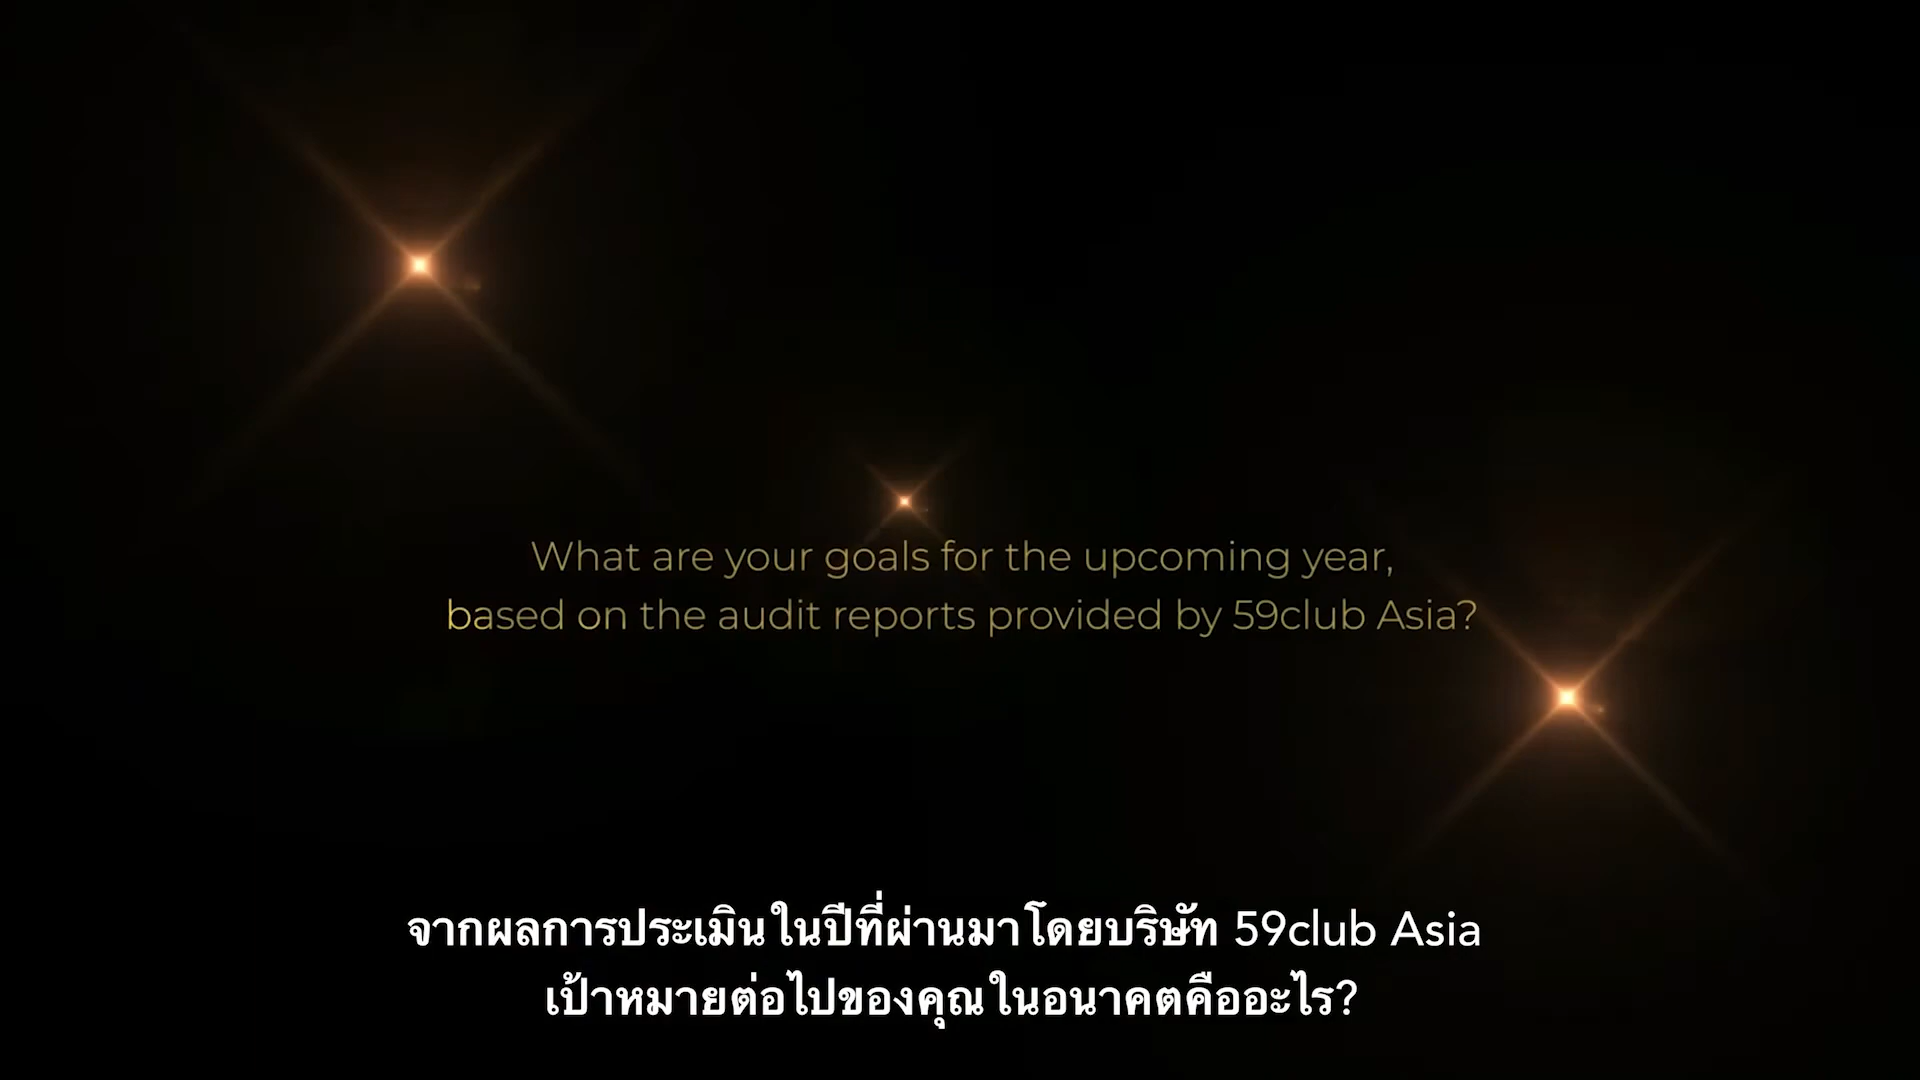 What are your goals for the upcoming year,
based on the audit reports provided by 59club Asia?
จากผลการประเมินในปีที่ผ่านมาโดยบริษัท 59club Asia
เป้าหมายต่อไปของคุณในอนาคตคืออะไร?